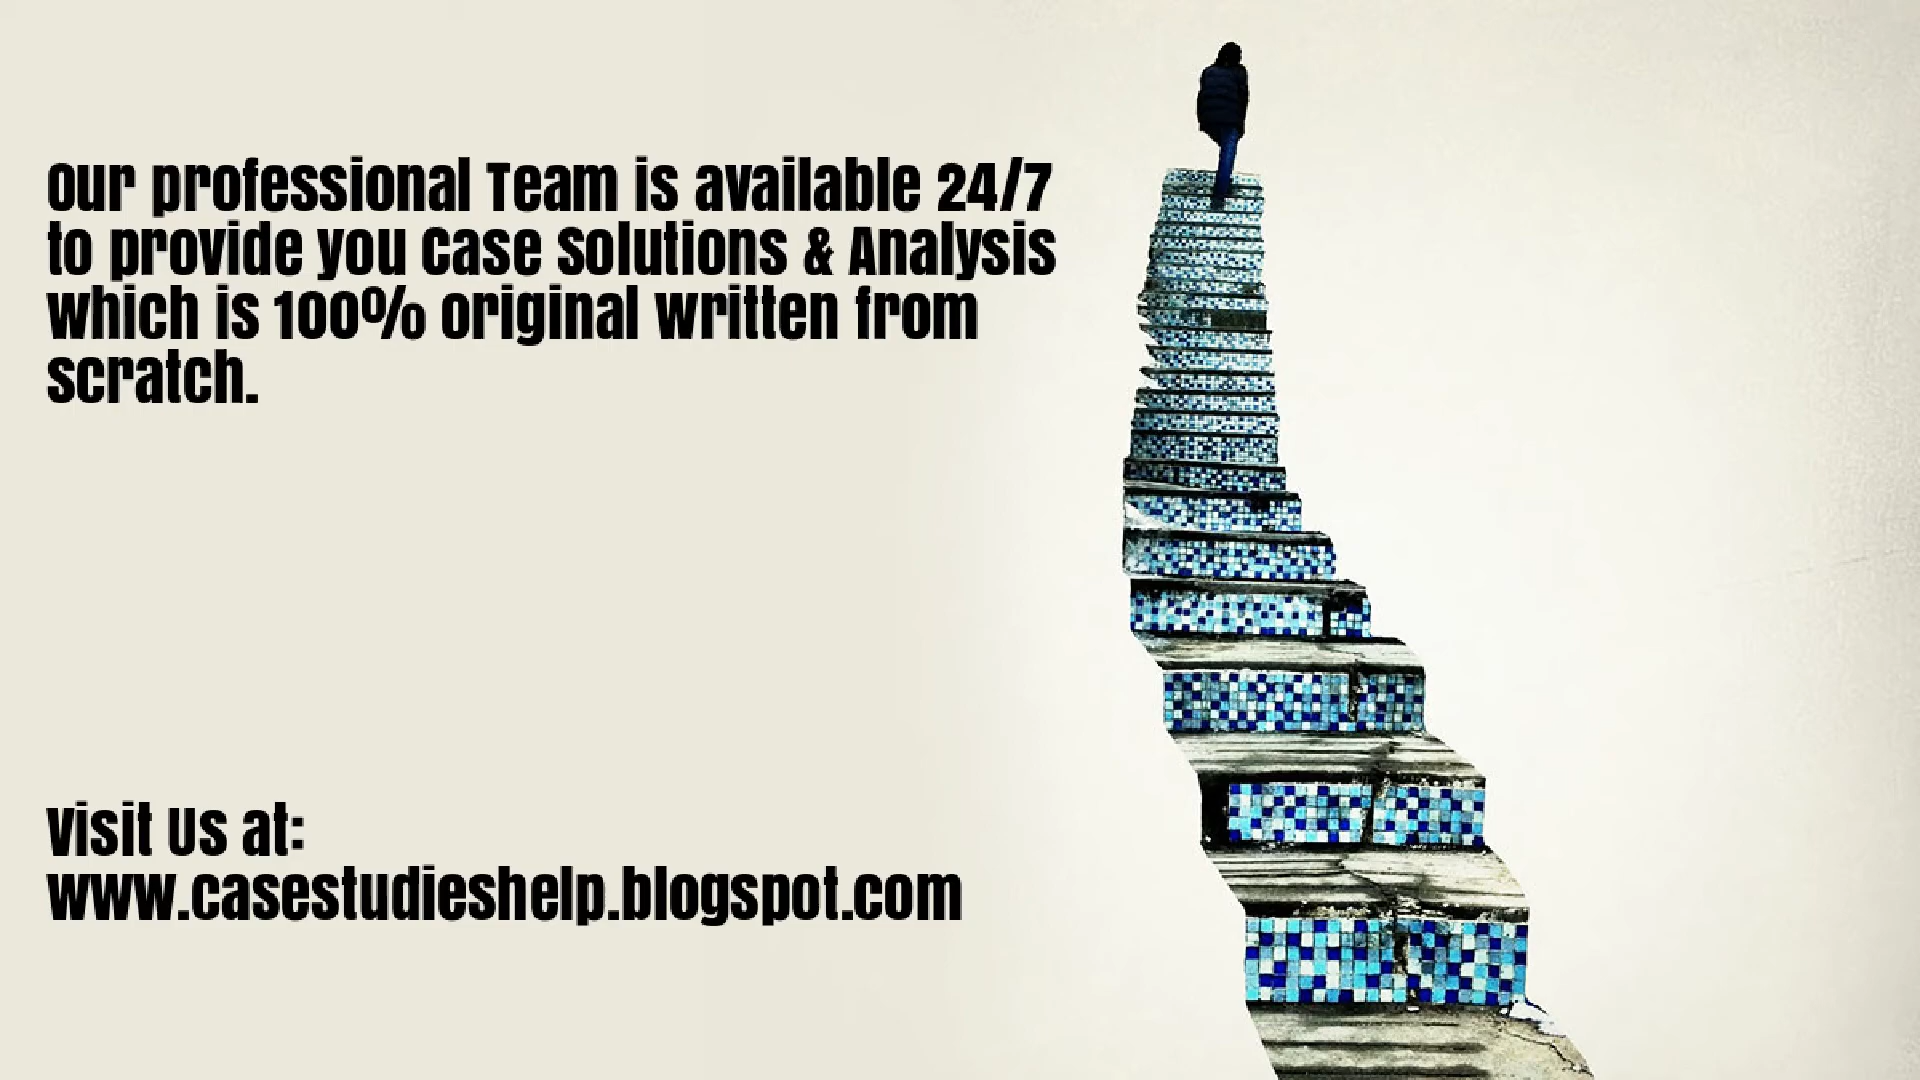 Our professional Team is available 24/7
to provide you Case Solutions & Analysis
which is 100% original written from
scratch.
Visit Us at:
www.casestudieshelp.blogspot.com